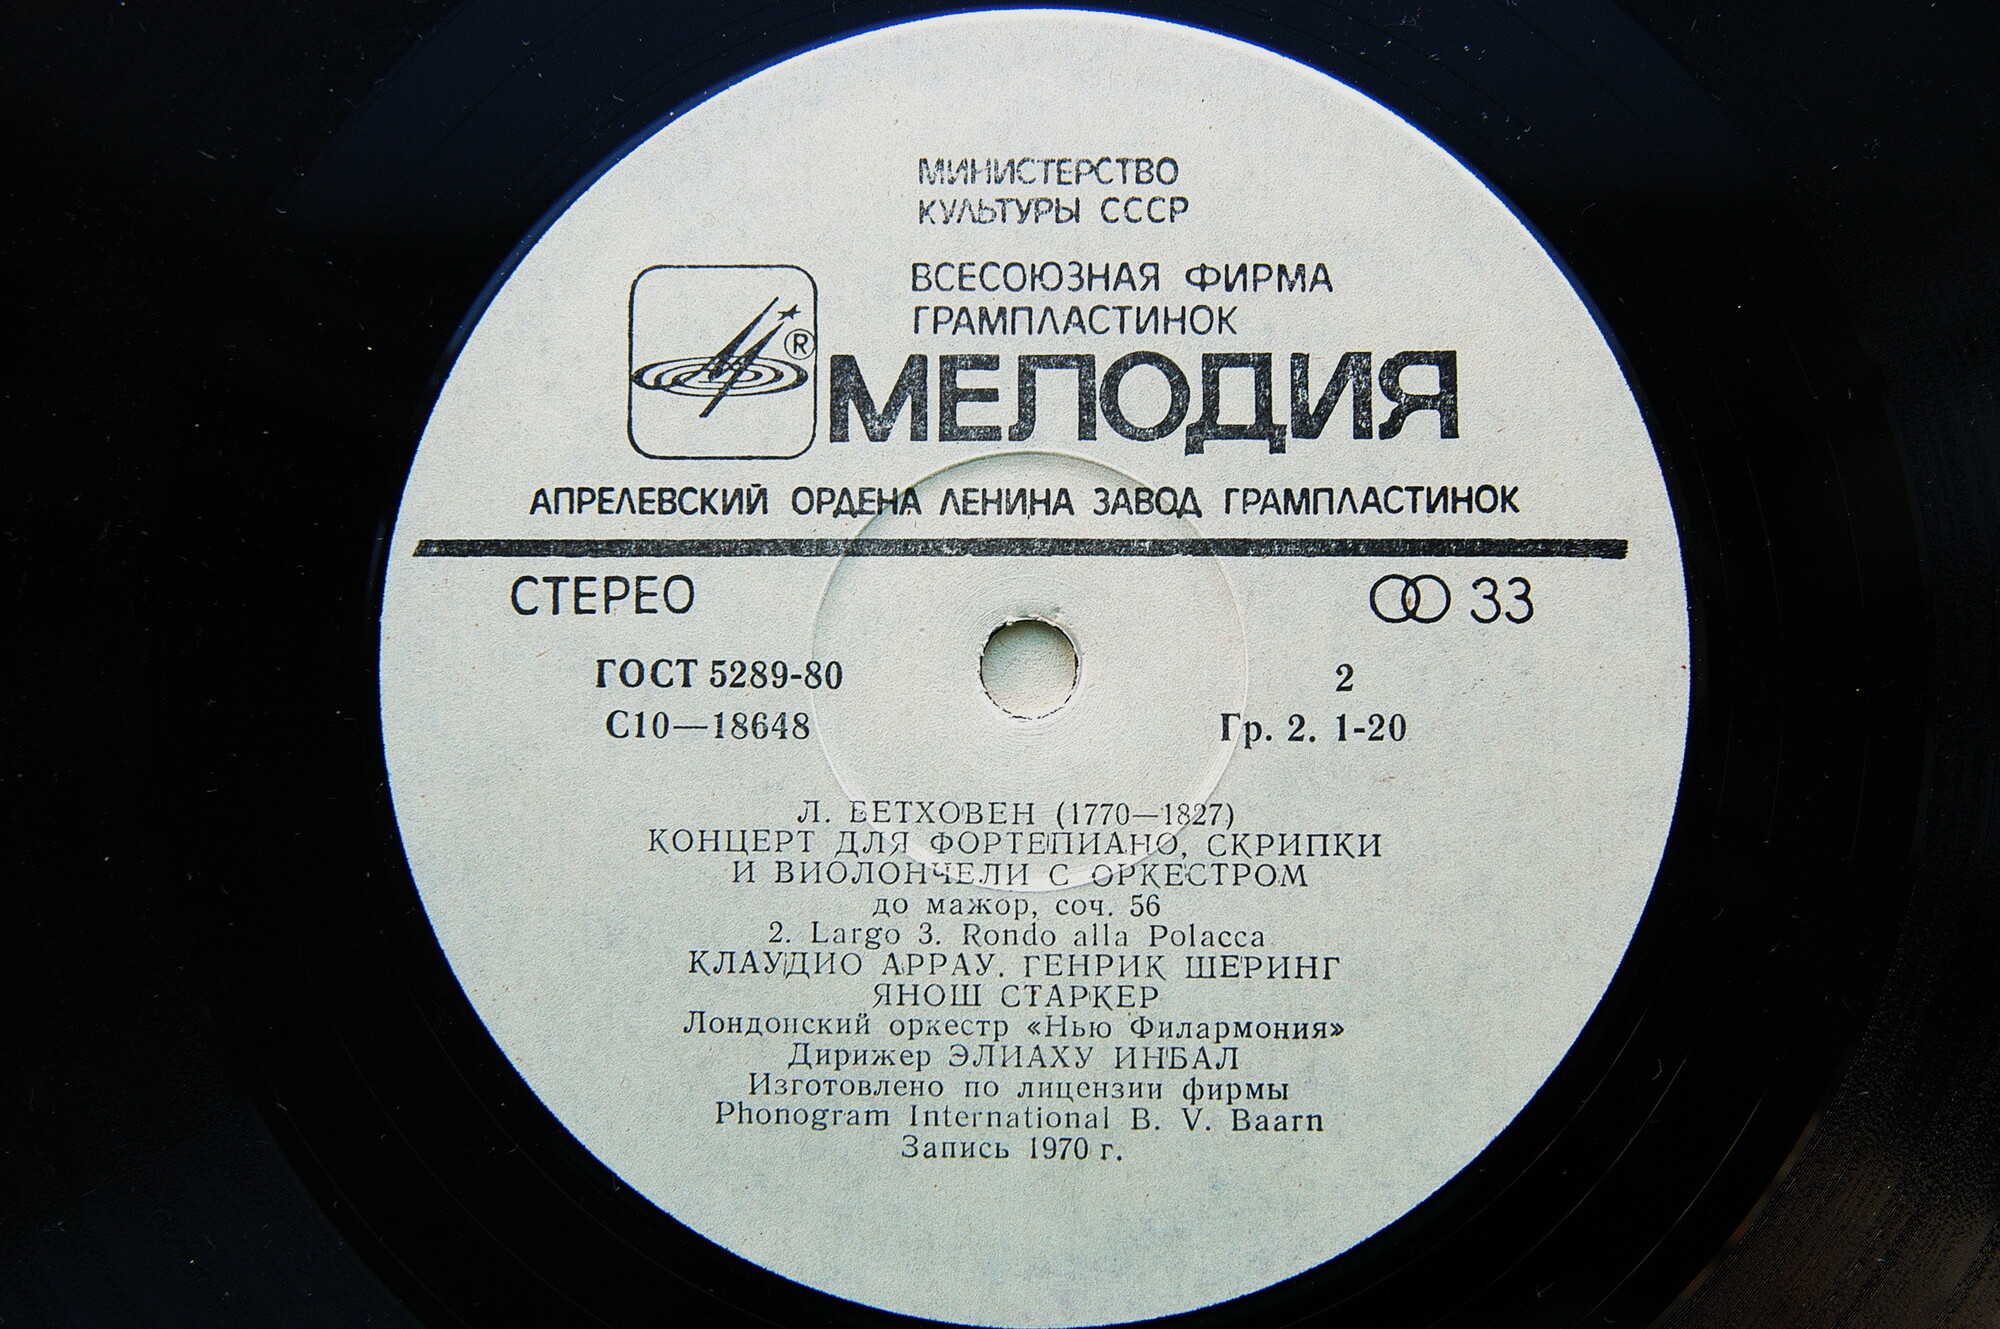 МИНИСТЕРСТВО
КУЛЬТУРЫ СССР
ВСЕСОЮЗНАЯ ФИРМА
ГРАМПЛАСТИНОК
®
МЕЛОДИЯ
АПРЕЛЕВСКИЙ ОРДЕНА ЛЕНИНА ЗАВОД ГРАМПЛАСТИНОК
СТЕРЕО 33
ГОСТ 5289-80 2
С10—18648 Гр. 2. 1-20
Л. БЕТХОВЕН (1770—1827)
КОНЦЕРТ ДЛЯ ФОРТЕПИАНО, СКРИПКИ
И ВИОЛОНЧЕЛИ С ОРКЕСТРОМ
до мажор, соч. 56
2. Largo 3. Rondo alla Polacca
КЛАУДИО АРРАУ. ГЕНРИК ШЕРИНГ
ЯНОШ СТАРКЕР
Лондонский оркестр «Нью Филармония»
Дирижер ЭЛИАХУ ИНБАЛ
Изготовлено по лицензии фирмы
Phonogram International B. V. Baarn
Запись 1970 г.